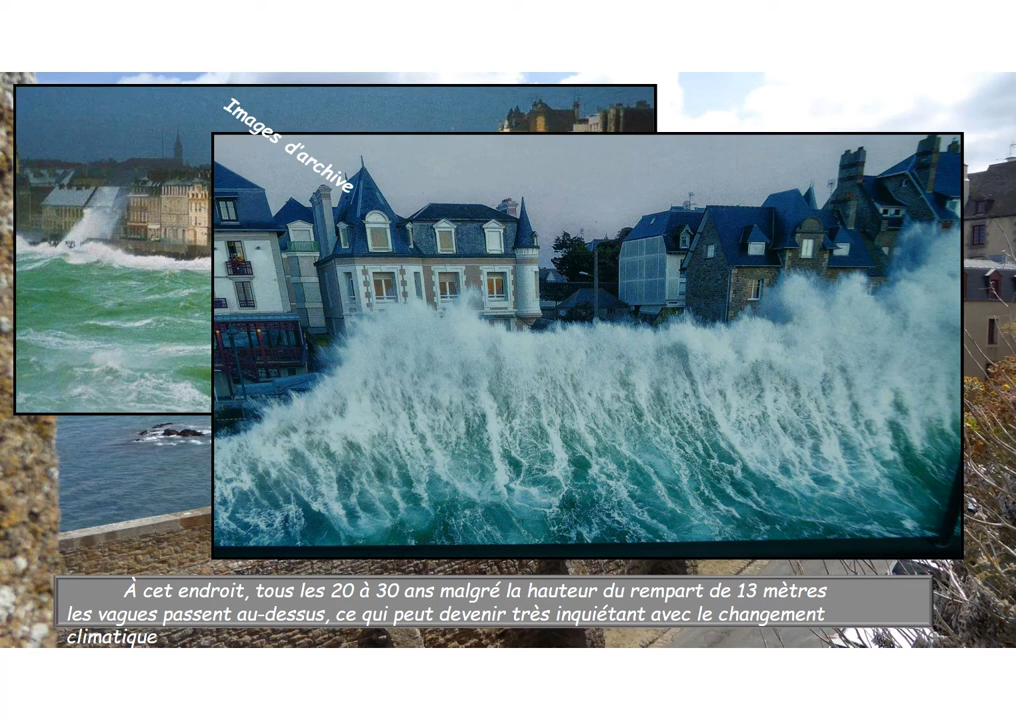 Images d'archive
À cet endroit, tous les 20 à 30 ans malgré la hauteur du rempart de 13 mètres
les vagues passent au-dessus, ce qui peut devenir très inquiétant avec le changement
climatique